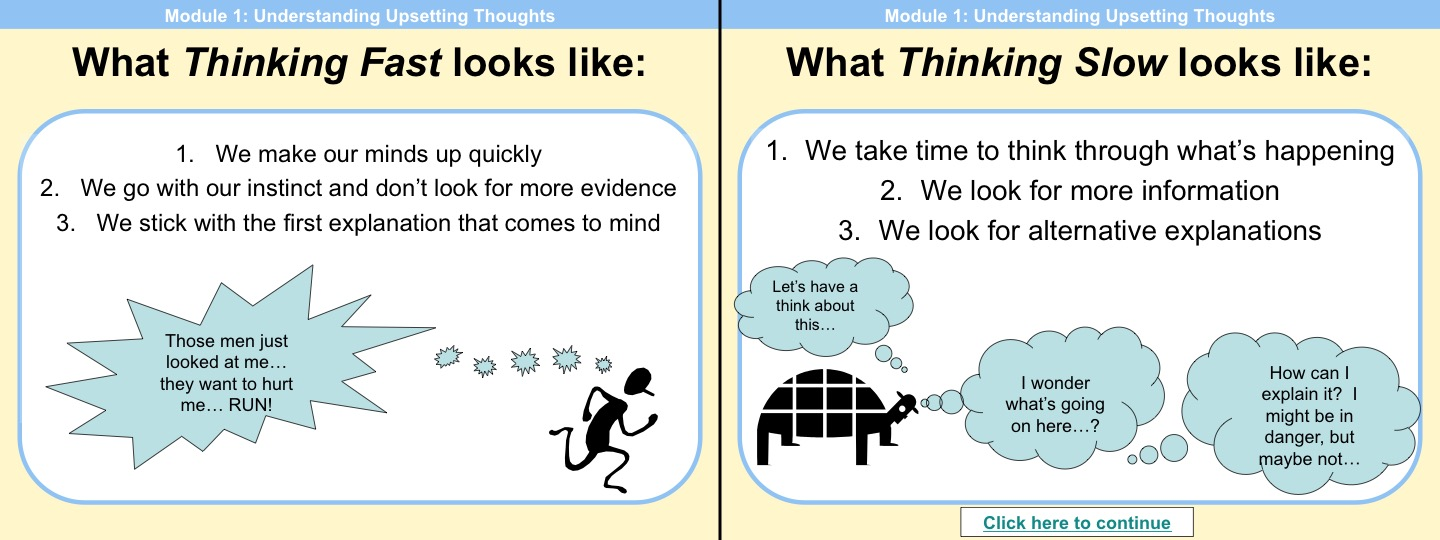 Module 1: Understanding Upsetting Thoughts
What Thinking Fast looks like:
1. We make our minds up quickly
2. We go with our instinct and don’t look for more evidence
3. We stick with the first explanation that comes to mind
Those men just
looked at me…
they want to hurt
me… RUN!
Module 1: Understanding Upsetting Thoughts
What Thinking Slow looks like:
1. We take time to think through what’s happening
2. We look for more information
3. We look for alternative explanations
Let’s have a
think about
this…
I wonder
what’s going
on here…?
How can I
explain it? I
might be in
danger, but
maybe not…
Click here to continue